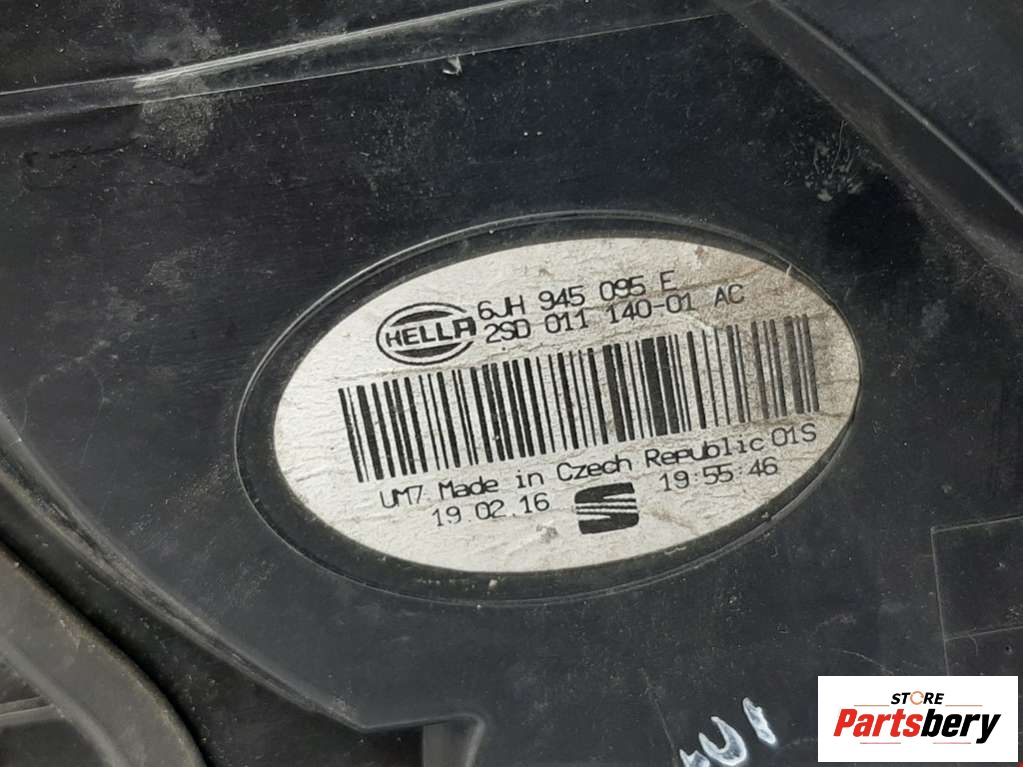 HELLA
6JH 945 095 E
2SD 011 140-01 AC
UM7 Made in Czech Republic 01S
19.02.16 19:55:46
STORE
Partsbery